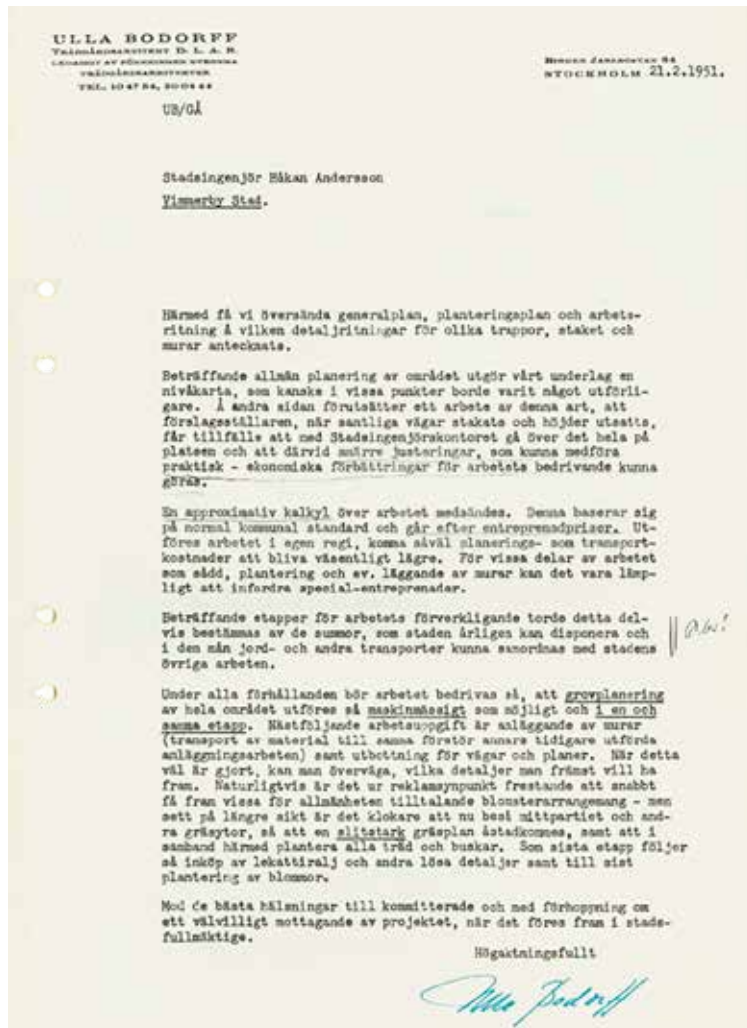 ULLA BODORFF
TRÄDGÅRDSARKITEKT D. L. A. R.
LEDAMOT AV FÖRENINGEN SVENSKA
TRÄDGÅRDSARKITEKTER
TEL. 10 47 54, 20 04 44
BIRGER JARLSGATAN 84
STOCKHOLM 21.2.1951.
UB/GÅ
Stadsingenjör Håkan Andersson
Vimmerby Stad.
Härmed få vi översända generalplan, planteringsplan och arbets-
ritning å vilken detaljritningar för olika trappor, staket och
murar antecknats.
Beträffande allmän planering av området utgör vårt underlag en
nivåkarta, som kanske i vissa punkter borde varit något utförli-
gare. Å andra sidan förutsätter ett arbete av denna art, att
förslagsställaren, när samtliga vägar stakats och höjder utsatts,
får tillfälle att med Stadsingenjörskontoret gå över det hela på
platsen och att därvid smärre justeringar, som kunna medföra
praktisk - ekonomiska förbättringar för arbetets bedrivande kunna
göras.
En approximativ kalkyl över arbetet medsändes. Denna baserar sig
på normal kommunal standard och går efter entreprenadpriser. Ut-
föres arbetet i egen regi, komma såväl planerings- som transport-
kostnader att bliva väsentligt lägre. För vissa delar av arbetet
som sådd, plantering och ev. läggande av murar kan det vara lämp-
ligt att infordra special-entreprenader.
Beträffande etapper för arbetets förverkligande torde detta del-
vis bestämmas av de summor, som staden årligen kan disponera och
i den mån jord- och andra transporter kunna samordnas med stadens
övriga arbeten.
Under alla förhållanden bör arbetet bedrivas så, att grovplanering
av hela området utföres så maskinmässigt som möjligt och i en och
samma etapp. Nästföljande arbetsuppgift är anläggande av murar
(transport av material till samma förstör annars tidigare utförda
anläggningsarbeten) samt utbottning för vägar och planer. När detta
väl är gjort, kan man överväga, vilka detaljer man främst vill ha
fram. Naturligtvis är det ur reklamsynpunkt frestande att snabbt
få fram vissa för allmänheten tilltalande blomsterarrangemang - men
sett på längre sikt är det klokare att nu beså mittpartiet och and-
ra gräsytor, så att en slitstark gräsplan åstadkommes, samt att i
samband härmed plantera alla träd och buskar. Som sista etapp följer
så inköp av lekattiralj och andra lösa detaljer samt till sist
plantering av blommor.
Med de bästa hälsningar till kommitterade och med förhoppning om
ett välvilligt mottagande av projektet, när det föres fram i stads-
fullmäktige.
Högaktningsfullt
Ulla Bodorff